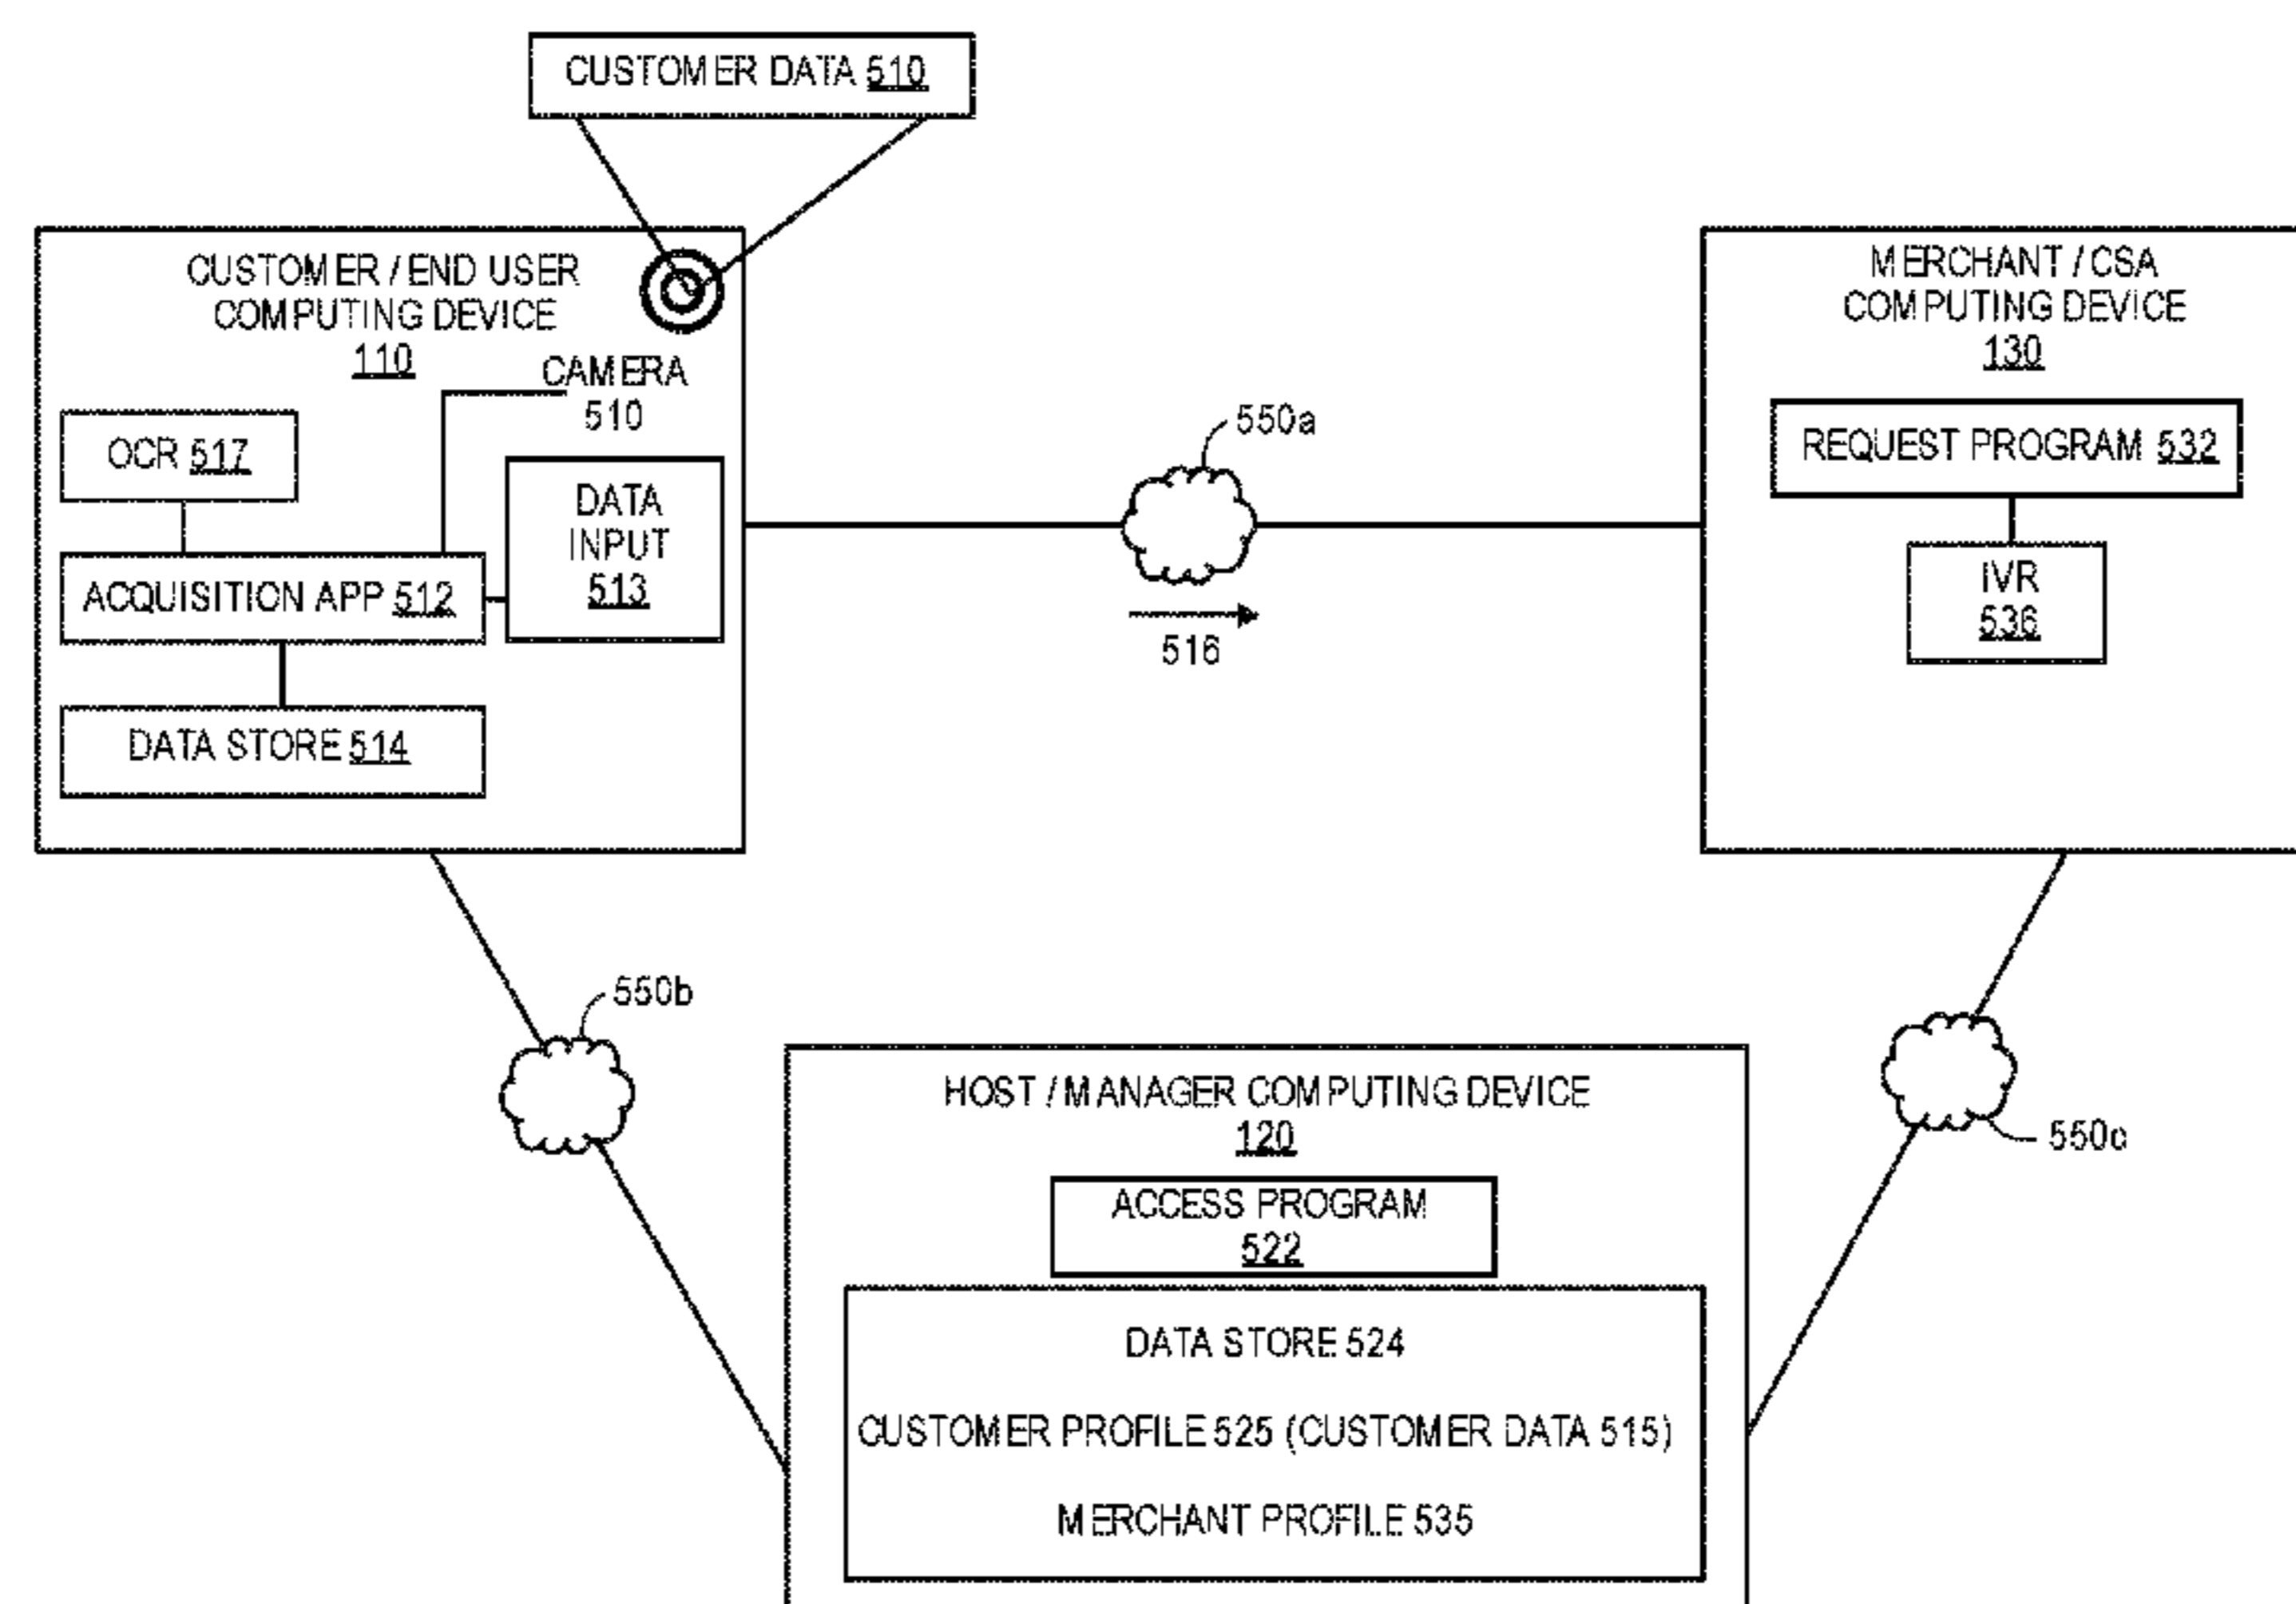 CUSTOMER DATA 510
CUSTOMER / END USER
COMPUTING DEVICE
110
CAMERA
510
OCR 517
DATA
INPUT
513
ACQUISITION APP 512
DATA STORE 514
550a
516
MERCHANT / CSA
COMPUTING DEVICE
130
REQUEST PROGRAM 532
IVR
536
550b
550c
HOST / MANAGER COMPUTING DEVICE
120
ACCESS PROGRAM
522
DATA STORE 524
CUSTOMER PROFILE 525 (CUSTOMER DATA 515)
MERCHANT PROFILE 535